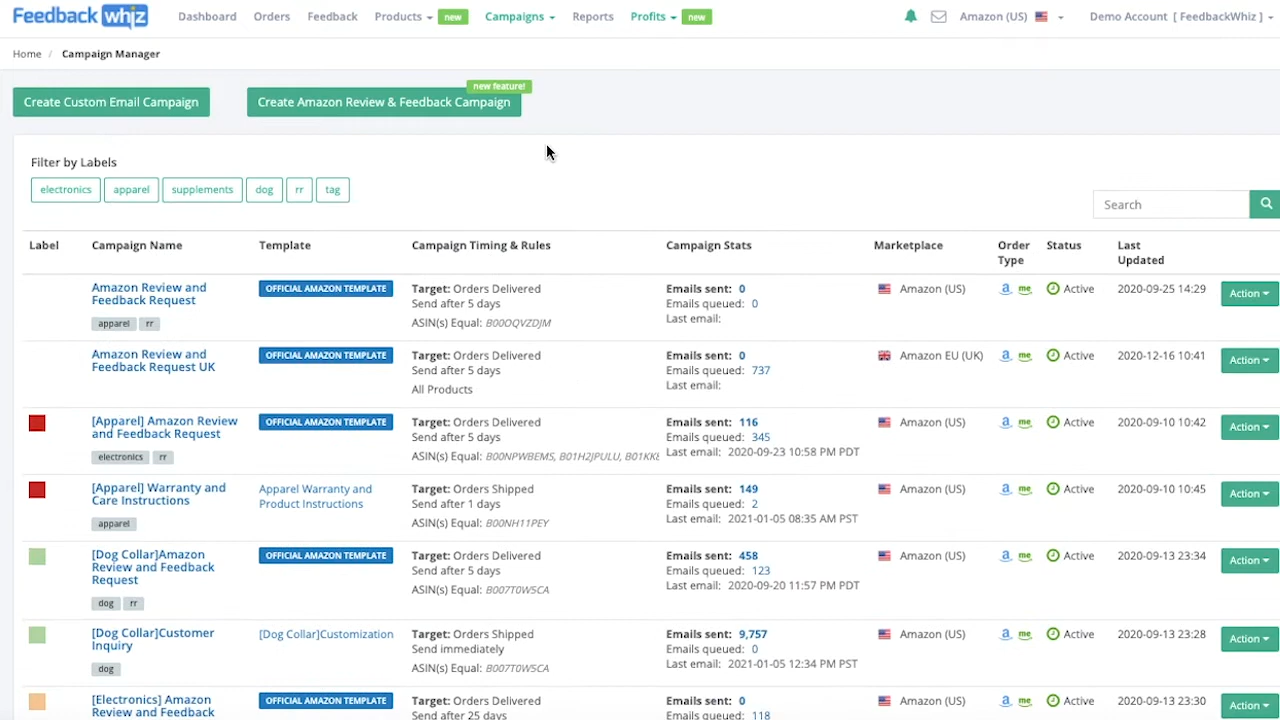 Feedback whiz
Dashboard Orders Feedback Products new Campaigns Reports Profits new Amazon (US) Demo Account [ FeedbackWhiz ]
Home / Campaign Manager
new feature!
Create Custom Email Campaign Create Amazon Review & Feedback Campaign
Filter by Labels
electronics apparel supplements dog rr tag
Search
Label Campaign Name Template Campaign Timing & Rules Campaign Stats Marketplace Order Type Status Last Updated
Amazon Review and
Feedback Request
apparel rr
OFFICIAL AMAZON TEMPLATE
Target: Orders Delivered
Send after 5 days
ASIN(s) Equal: B00OQVZDJM
Emails sent: 0
Emails queued: 0
Last email:
Amazon (US)
a me
Active
2020-09-25 14:29
Action
Amazon Review and
Feedback Request UK
OFFICIAL AMAZON TEMPLATE
Target: Orders Delivered
Send after 5 days
All Products
Emails sent: 0
Emails queued: 737
Last email:
Amazon EU (UK)
a me
Active
2020-12-16 10:41
Action
[Apparel] Amazon Review
and Feedback Request
electronics rr
OFFICIAL AMAZON TEMPLATE
Target: Orders Delivered
Send after 5 days
ASIN(s) Equal: B00NPWBEMS, B01H2JPULU,
Emails sent: 116
Emails queued: 345
Last email: 2020-09-23 10:58 PM PDT
Amazon (US)
a me
Active
2020-09-10 10:42
Action
[Apparel] Warranty and
Care Instructions
apparel
Apparel Warranty and
Product Instructions
Target: Orders Shipped
Send after 1 days
ASIN(s) Equal: B00NH11PEY
Emails sent: 149
Emails queued: 2
Last email: 2021-01-05 08:35 AM PST
Amazon (US)
a me
Active
2020-09-10 10:45
Action
[Dog Collar]Amazon
Review and Feedback
Request
dog rr
OFFICIAL AMAZON TEMPLATE
Target: Orders Delivered
Send after 5 days
ASIN(s) Equal: B007T0W5CA
Emails sent: 458
Emails queued: 123
Last email: 2020-09-20 11:57 PM PDT
Amazon (US)
a me
Active
2020-09-13 23:34
Action
[Dog Collar]Customer
Inquiry
dog
[Dog Collar]Customization
Target: Orders Shipped
Send immediately
ASIN(s) Equal: B007T0W5CA
Emails sent: 9,757
Emails queued: 0
Last email: 2021-01-05 12:34 PM PST
Amazon (US)
a me
Active
2020-09-13 23:28
Action
[Electronics] Amazon
Review and Feedback
OFFICIAL AMAZON TEMPLATE
Target: Orders Delivered
Send after 25 days
Emails sent: 0
Emails queued: 118
Amazon (US)
a me
Active
2020-09-13 23:30
Action